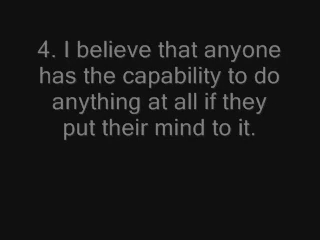 4. I believe that anyone
has the capability to do
anything at all if they
put their mind to it.